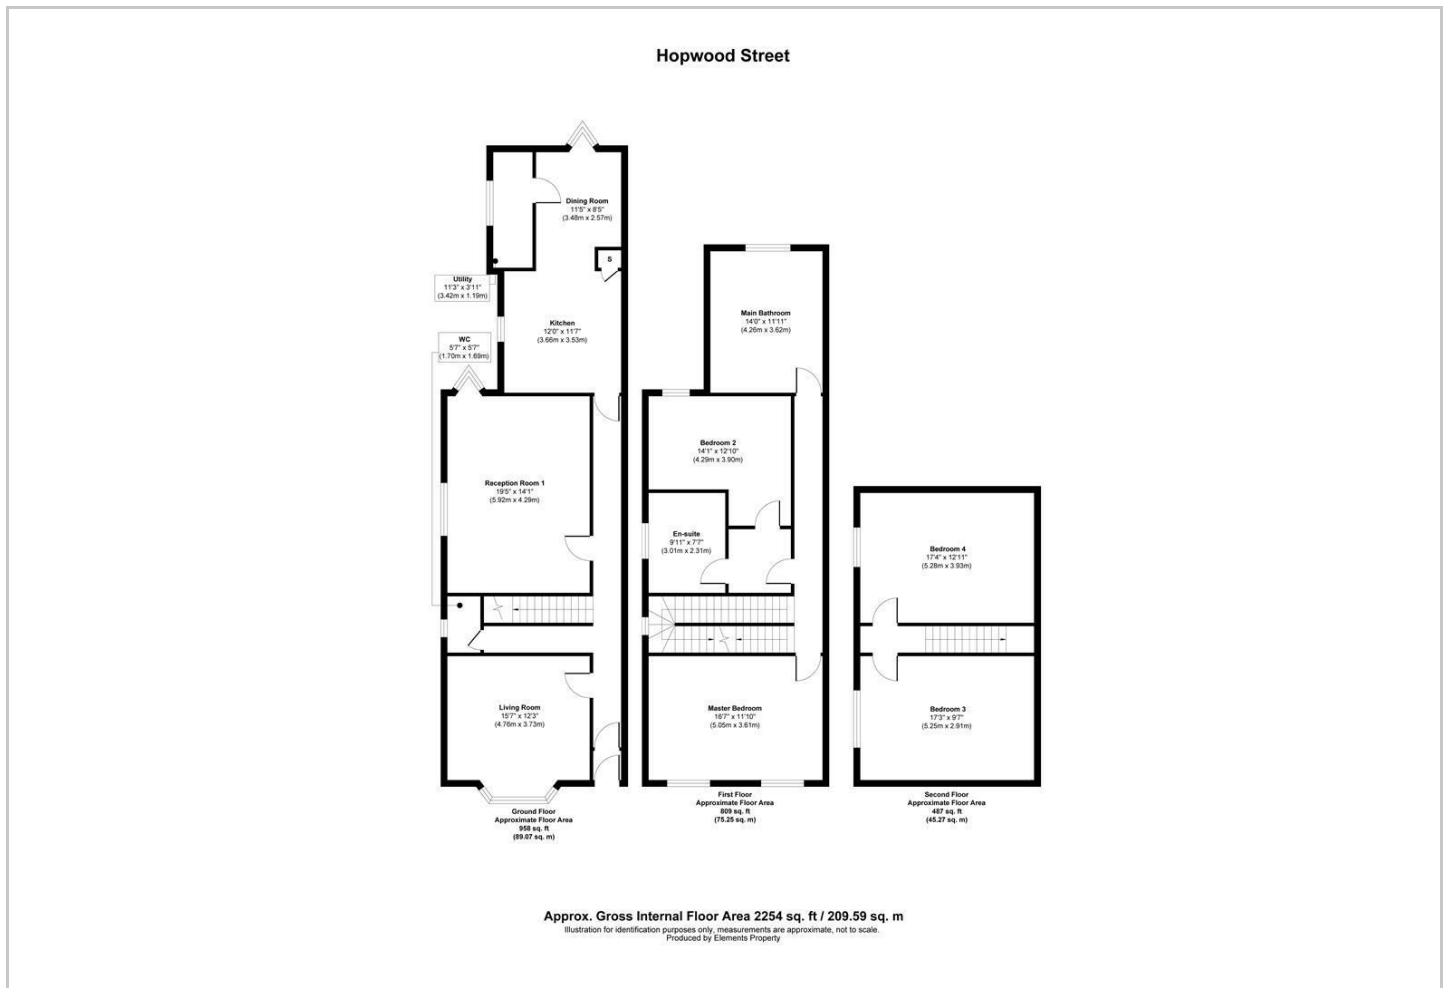 Hopwood Street
Dining Room
11'5" x 8'5"
(3.48m x 2.57m)
S
Utility
11'3" x 3'11"
(3.42m x 1.19m)
Kitchen
12'0" x 11'7"
(3.66m x 3.53m)
WC
5'7" x 5'7"
(1.70m x 1.69m)
Reception Room 1
19'5" x 14'1"
(5.92m x 4.29m)
Living Room
15'7" x 12'3"
(4.76m x 3.73m)
Ground Floor
Approximate Floor Area
958 sq. ft
(89.07 sq. m)
Main Bathroom
14'0" x 11'11"
(4.26m x 3.62m)
Bedroom 2
14'1" x 12'10"
(4.29m x 3.90m)
En-suite
9'11" x 7'7"
(3.01m x 2.31m)
Master Bedroom
16'7" x 11'10"
(5.05m x 3.61m)
First Floor
Approximate Floor Area
809 sq. ft
(75.25 sq. m)
Bedroom 4
17'4" x 12'11"
(5.28m x 3.93m)
Bedroom 3
17'3" x 9'7"
(5.25m x 2.91m)
Second Floor
Approximate Floor Area
487 sq. ft
(45.27 sq. m)
Approx. Gross Internal Floor Area 2254 sq. ft / 209.59 sq. m
Illustration for identification purposes only, measurements are approximate, not to scale.
Produced by Elements Property